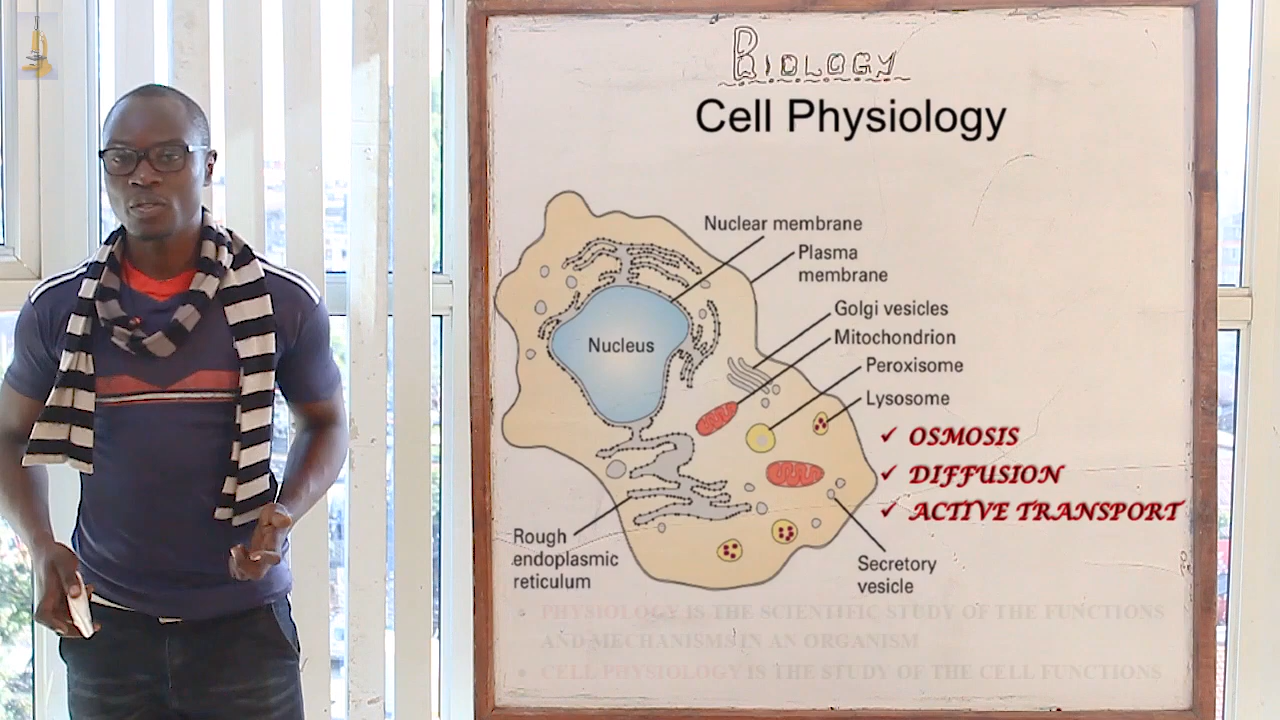 BIOLOGY
Cell Physiology
Nuclear membrane
Plasma
membrane
Golgi vesicles
Mitochondrion
Peroxisome
Lysosome
Nucleus
✓ OSMOSIS
✓ DIFFUSION
✓ ACTIVE TRANSPORT
Rough
endoplasmic
reticulum
Secretory
vesicle
• PHYSIOLOGY IS THE SCIENTIFIC STUDY OF THE FUNCTIONS
AND MECHANISMS IN AN ORGANISM
• CELL PHYSIOLOGY IS THE STUDY OF THE CELL FUNCTIONS